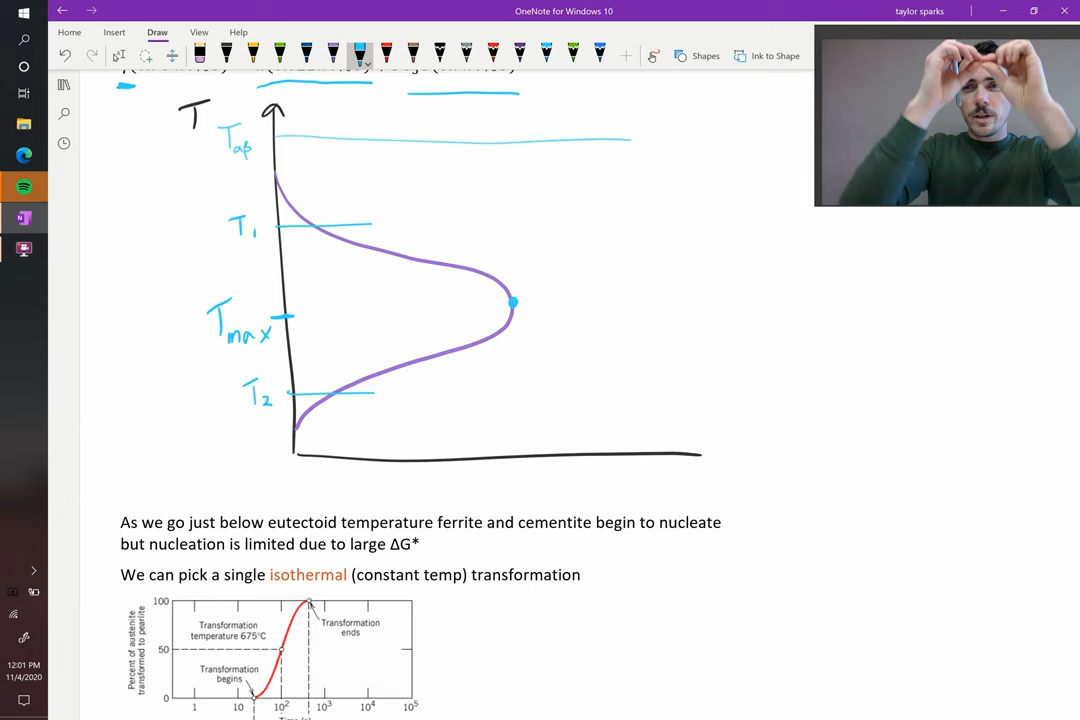 OneNote for Windows 10
taylor sparks
Home Insert Draw View Help
Shapes
Ink to Shape
T
Tαβ
T1
Tmax
T2
As we go just below eutectoid temperature ferrite and cementite begin to nucleate
but nucleation is limited due to large ΔG*
We can pick a single isothermal (constant temp) transformation
Percent of austenite
transformed to pearlite
100
50
0
Transformation
temperature 675°C
Transformation
ends
Transformation
begins
1 10 10² 10³ 10⁴ 10⁵
12:01 PM
11/4/2020